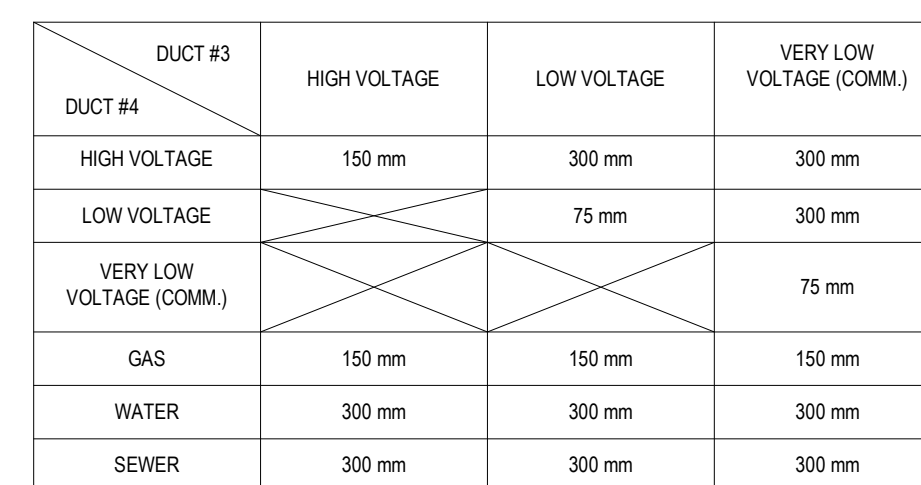 DUCT #3
DUCT #4
HIGH VOLTAGE
LOW VOLTAGE
VERY LOW
VOLTAGE (COMM.)
HIGH VOLTAGE
150 mm
300 mm
300 mm
LOW VOLTAGE
75 mm
300 mm
VERY LOW
VOLTAGE (COMM.)
75 mm
GAS
150 mm
150 mm
150 mm
WATER
300 mm
300 mm
300 mm
SEWER
300 mm
300 mm
300 mm